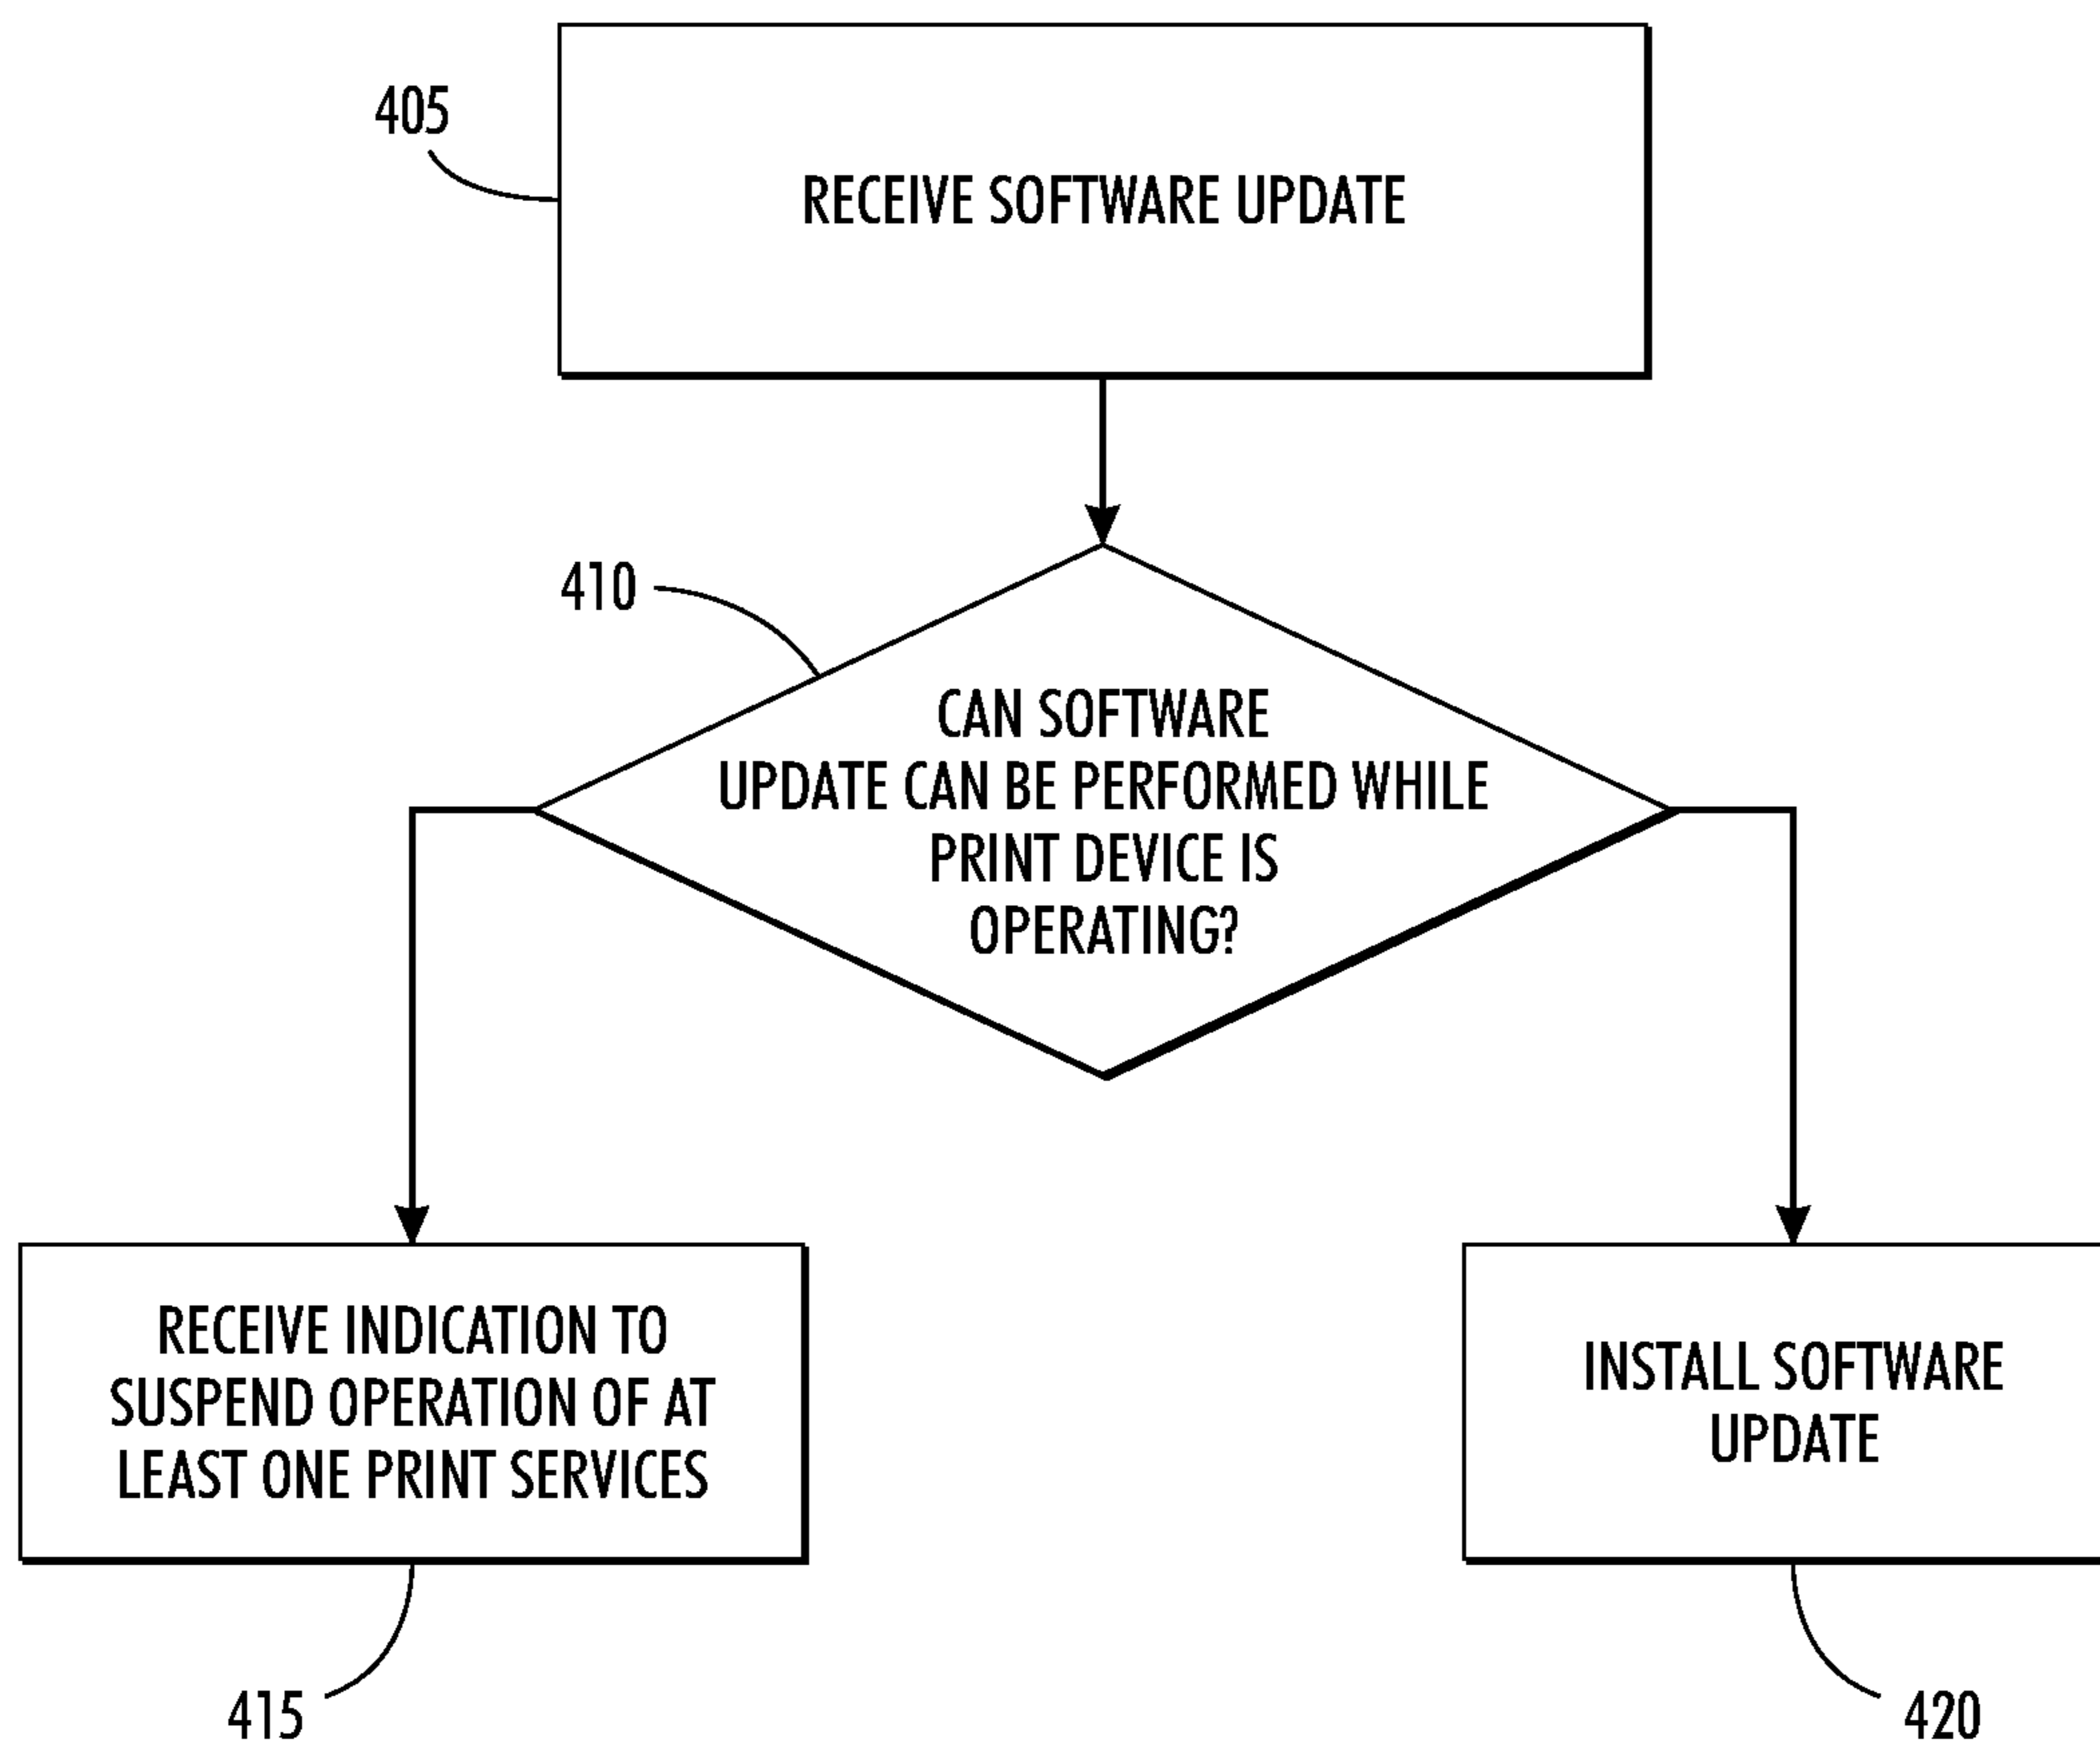 405
RECEIVE SOFTWARE UPDATE
410
CAN SOFTWARE
UPDATE CAN BE PERFORMED WHILE
PRINT DEVICE IS
OPERATING?
RECEIVE INDICATION TO
SUSPEND OPERATION OF AT
LEAST ONE PRINT SERVICES
415
INSTALL SOFTWARE
UPDATE
420